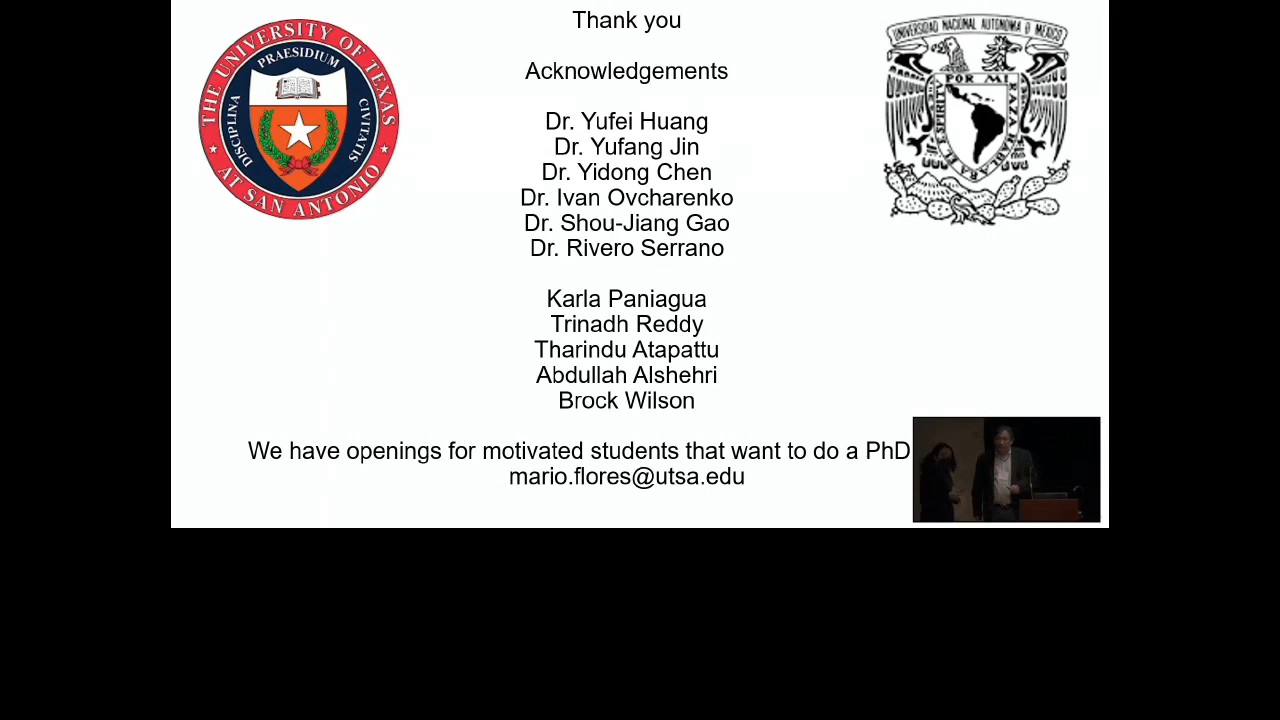 Thank you
Acknowledgements
Dr. Yufei Huang
Dr. Yufang Jin
Dr. Yidong Chen
Dr. Ivan Ovcharenko
Dr. Shou-Jiang Gao
Dr. Rivero Serrano
Karla Paniagua
Trinadh Reddy
Tharindu Atapattu
Abdullah Alshehri
Brock Wilson
We have openings for motivated students that want to do a PhD
mario.flores@utsa.edu
THE UNIVERSITY OF TEXAS
AT SAN ANTONIO
PRAESIDIUM
DISCIPLINA
CIVITATIS
UNIVERSIDAD NACIONAL AUTONOMA D MEXICO
POR MI
RAZA HABLARA EL ESPIRITU